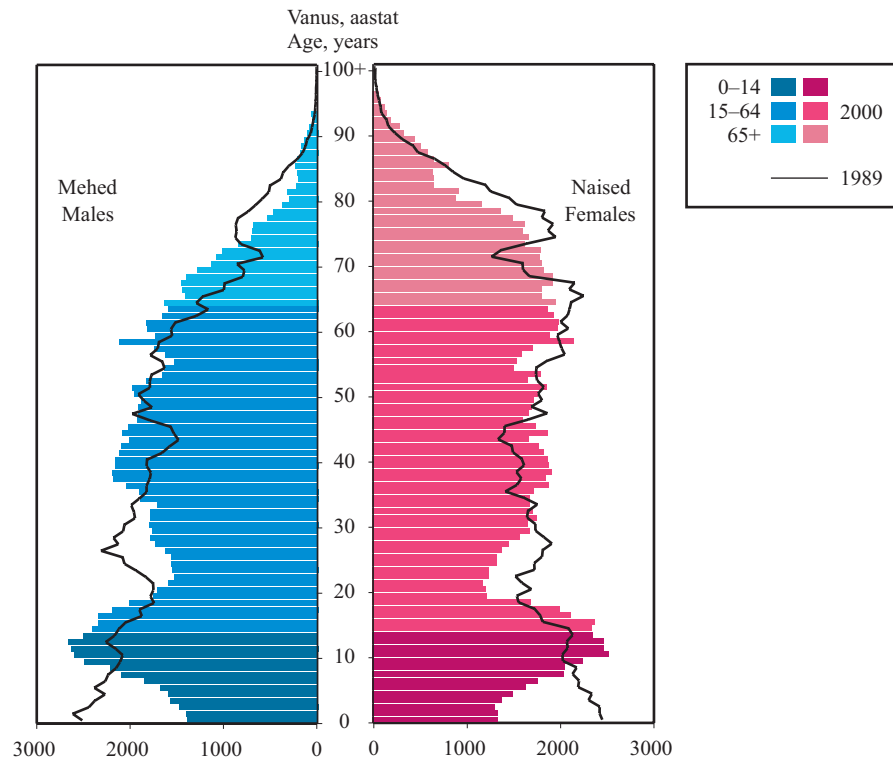 Vanus, aastat
Age, years
Mehed
Males
Naised
Females
100+
90
80
70
60
50
40
30
20
10
0
3000 2000 1000 0
0 1000 2000 3000
0–14
15–64 2000
65+
1989